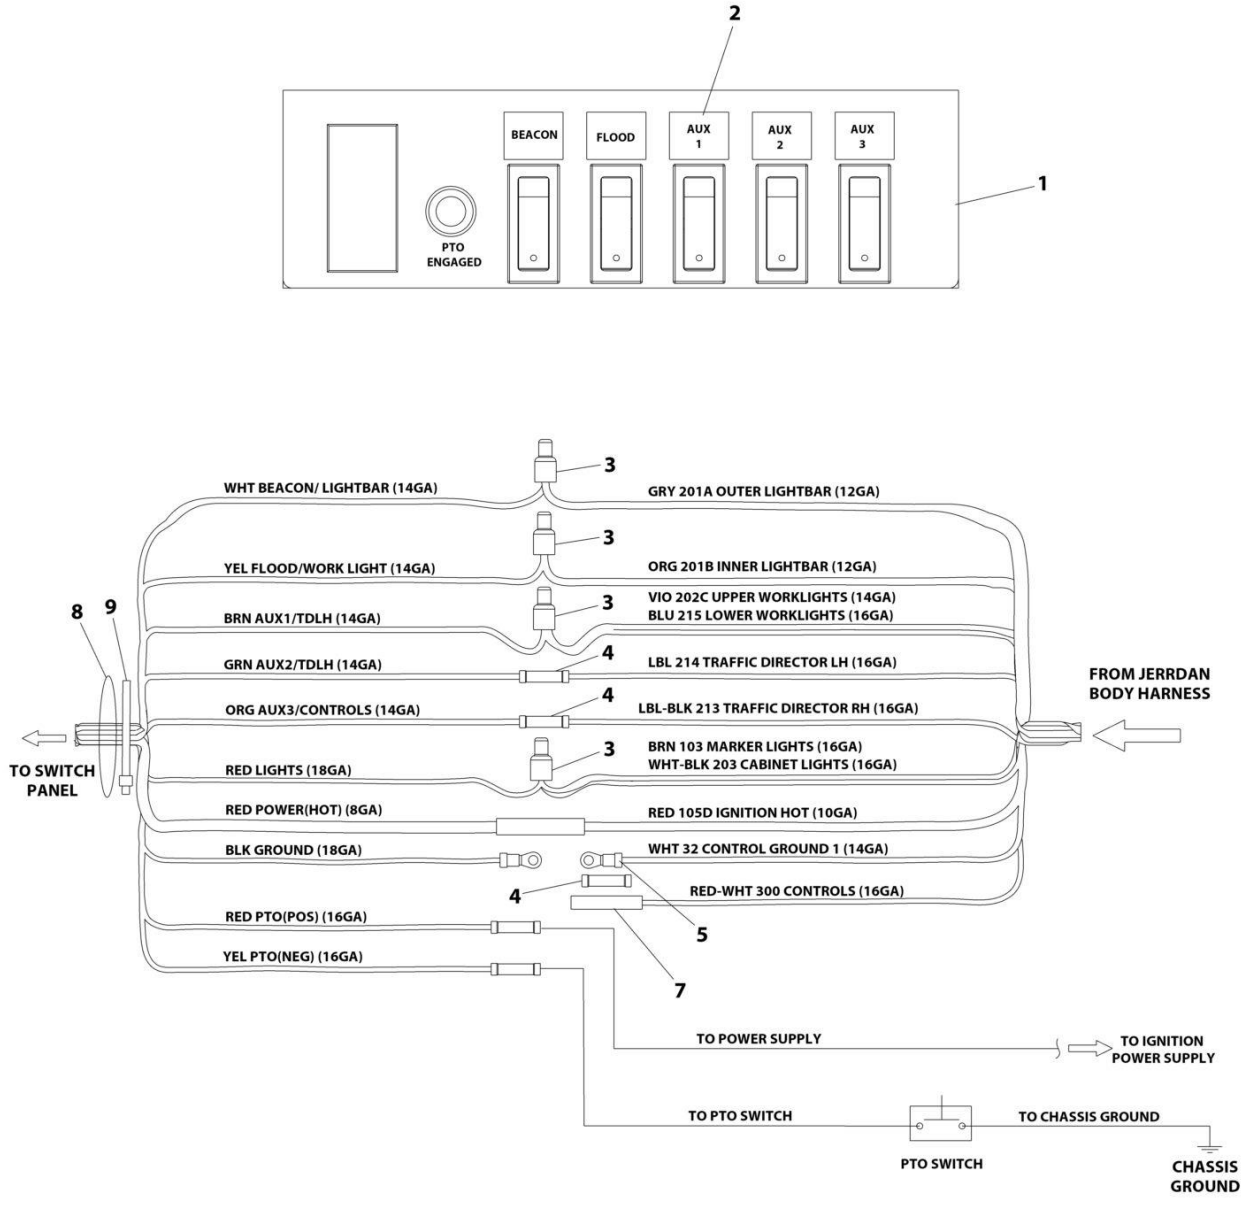 2
BEACON
FLOOD
AUX
1
AUX
2
AUX
3
1
PTO
ENGAGED
3
WHT BEACON/ LIGHTBAR (14GA)
GRY 201A OUTER LIGHTBAR (12GA)
3
YEL FLOOD/WORK LIGHT (14GA)
ORG 201B INNER LIGHTBAR (12GA)
VIO 202C UPPER WORKLIGHTS (14GA)
3
8
9
BRN AUX1/TDLH (14GA)
BLU 215 LOWER WORKLIGHTS (16GA)
4
GRN AUX2/TDLH (14GA)
LBL 214 TRAFFIC DIRECTOR LH (16GA)
FROM JERRDAN
BODY HARNESS
4
ORG AUX3/CONTROLS (14GA)
LBL-BLK 213 TRAFFIC DIRECTOR RH (16GA)
3
BRN 103 MARKER LIGHTS (16GA)
WHT-BLK 203 CABINET LIGHTS (16GA)
TO SWITCH
PANEL
RED LIGHTS (18GA)
RED POWER(HOT) (8GA)
RED 105D IGNITION HOT (10GA)
BLK GROUND (18GA)
WHT 32 CONTROL GROUND 1 (14GA)
4
RED-WHT 300 CONTROLS (16GA)
RED PTO(POS) (16GA)
5
YEL PTO(NEG) (16GA)
7
TO POWER SUPPLY
TO IGNITION
POWER SUPPLY
TO PTO SWITCH
TO CHASSIS GROUND
PTO SWITCH
CHASSIS
GROUND